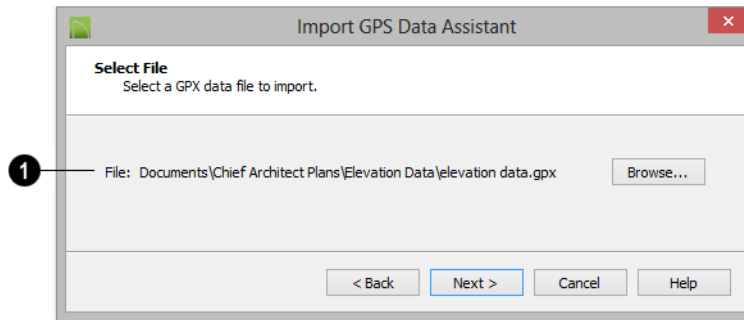 Import GPS Data Assistant
Select File
Select a GPX data file to import.
1
File: Documents\Chief Architect Plans\Elevation Data\elevation data.gpx Browse...
< Back Next > Cancel Help